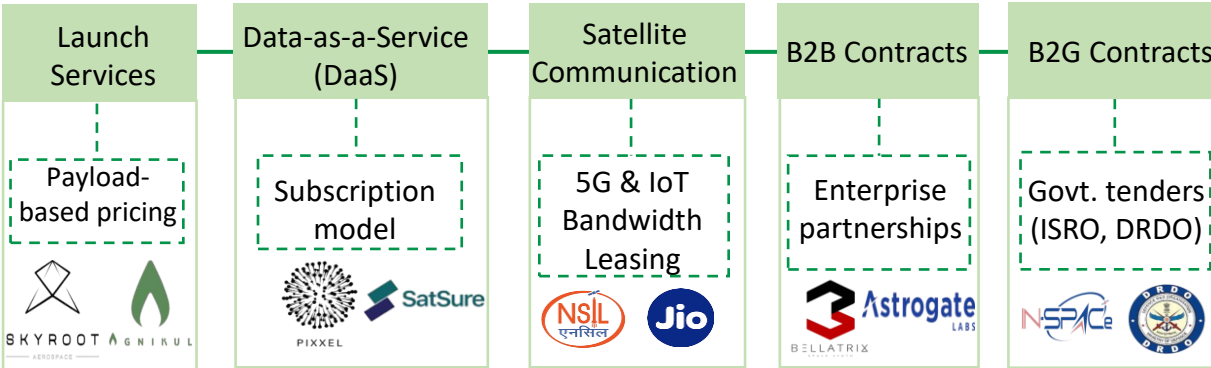 Launch
Services
Data-as-a-Service
(DaaS)
Satellite
Communication
B2B Contracts
B2G Contracts
Payload-
based pricing
Subscription
model
5G & IoT
Bandwidth
Leasing
Enterprise
partnerships
Govt. tenders
(ISRO, DRDO)
SKYROOT
AEROSPACE
AGNIKUL
PIXXEL
SatSure
NSIL
एनसिल
Jio
BELLATRIX
Astrogate
LABS
IN-SPACe
DRDO
DRDO